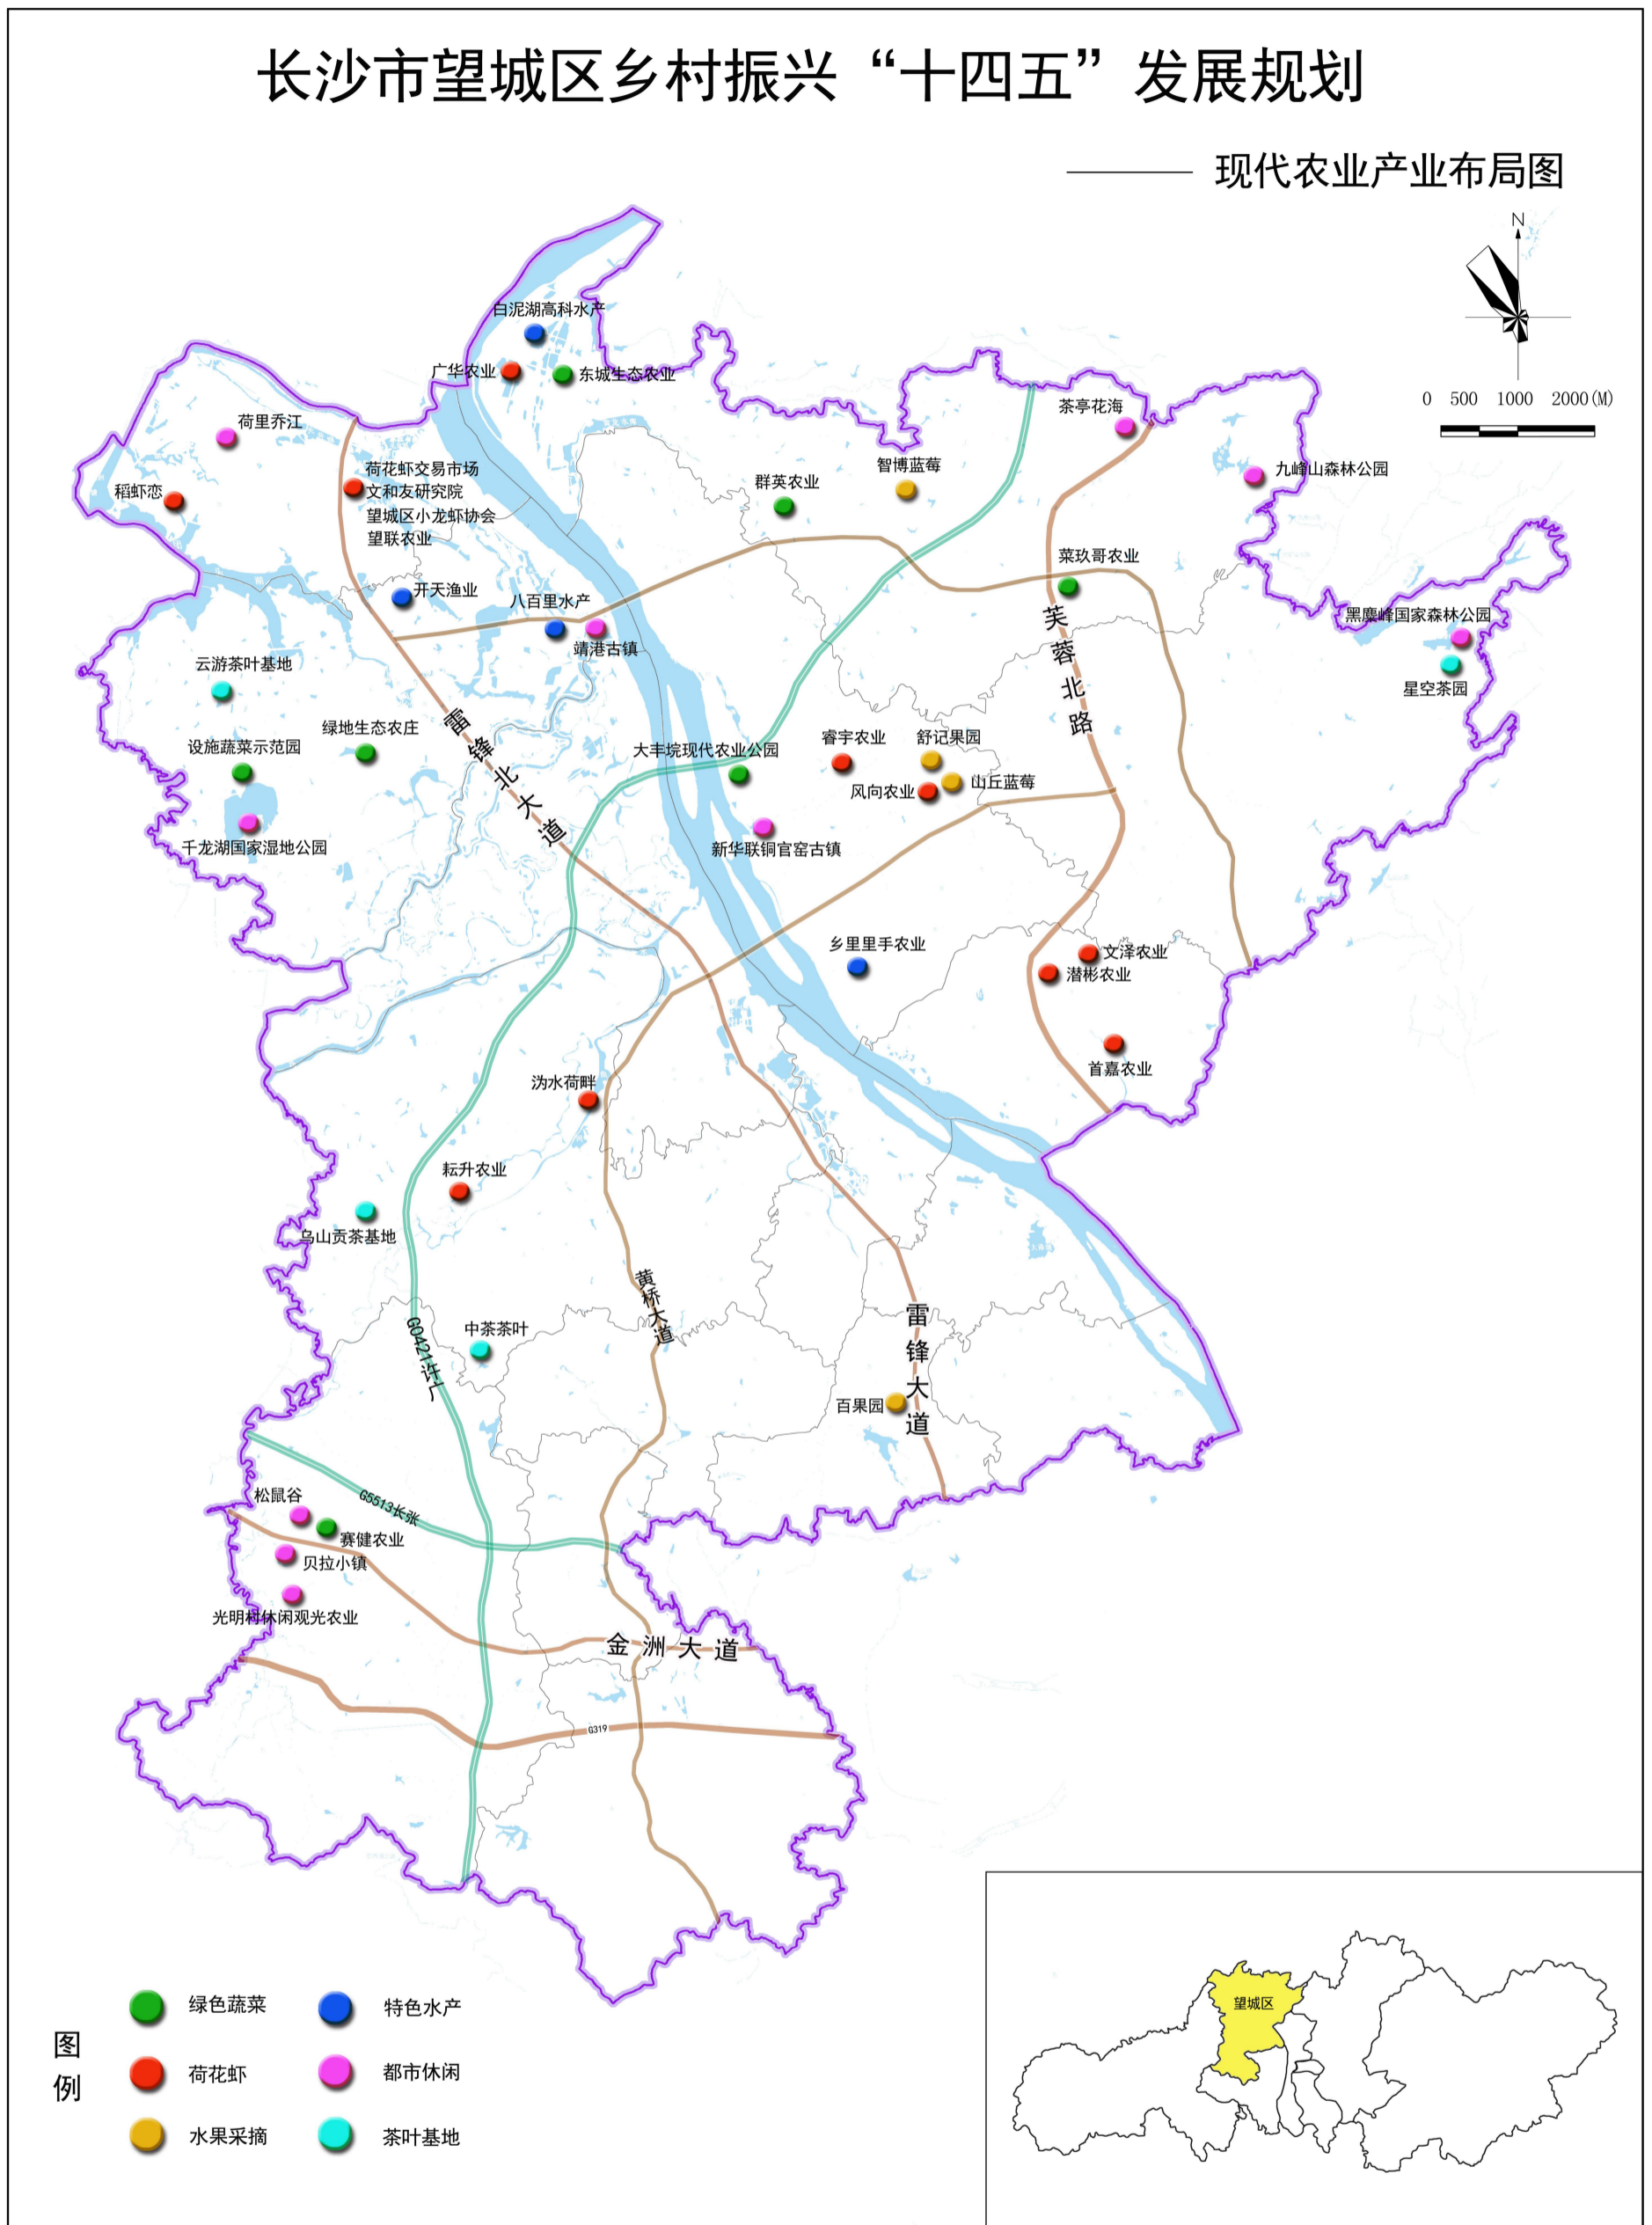 长沙市望城区乡村振兴“十四五”发展规划
现代农业产业布局图
N
0 500 1000 2000(M)
白泥湖高科水产
广华农业
东城生态农业
荷里乔江
茶亭花海
稻虾恋
荷花虾交易市场
文和友研究院
望城区小龙虾协会
望联农业
群英农业
智博蓝莓
九峰山森林公园
菜玖哥农业
开天渔业
八百里水产
靖港古镇
黑麋峰国家森林公园
星空茶园
芙蓉北路
云游茶叶基地
绿地生态农庄
设施蔬菜示范园
千龙湖国家湿地公园
雷锋北大道
大丰垸现代农业公园
睿宇农业
舒记果园
风向农业
山丘蓝莓
新华联铜官窑古镇
乡里里手农业
文泽农业
潜彬农业
首嘉农业
沩水荷畔
耘升农业
乌山贡茶基地
黄桥大道
G0421许广
中茶茶叶
雷锋大道
百果园
G5513长张
松鼠谷
赛健农业
贝拉小镇
光明村休闲观光农业
金洲大道
G319
图例
绿色蔬菜
特色水产
荷花虾
都市休闲
水果采摘
茶叶基地
望城区